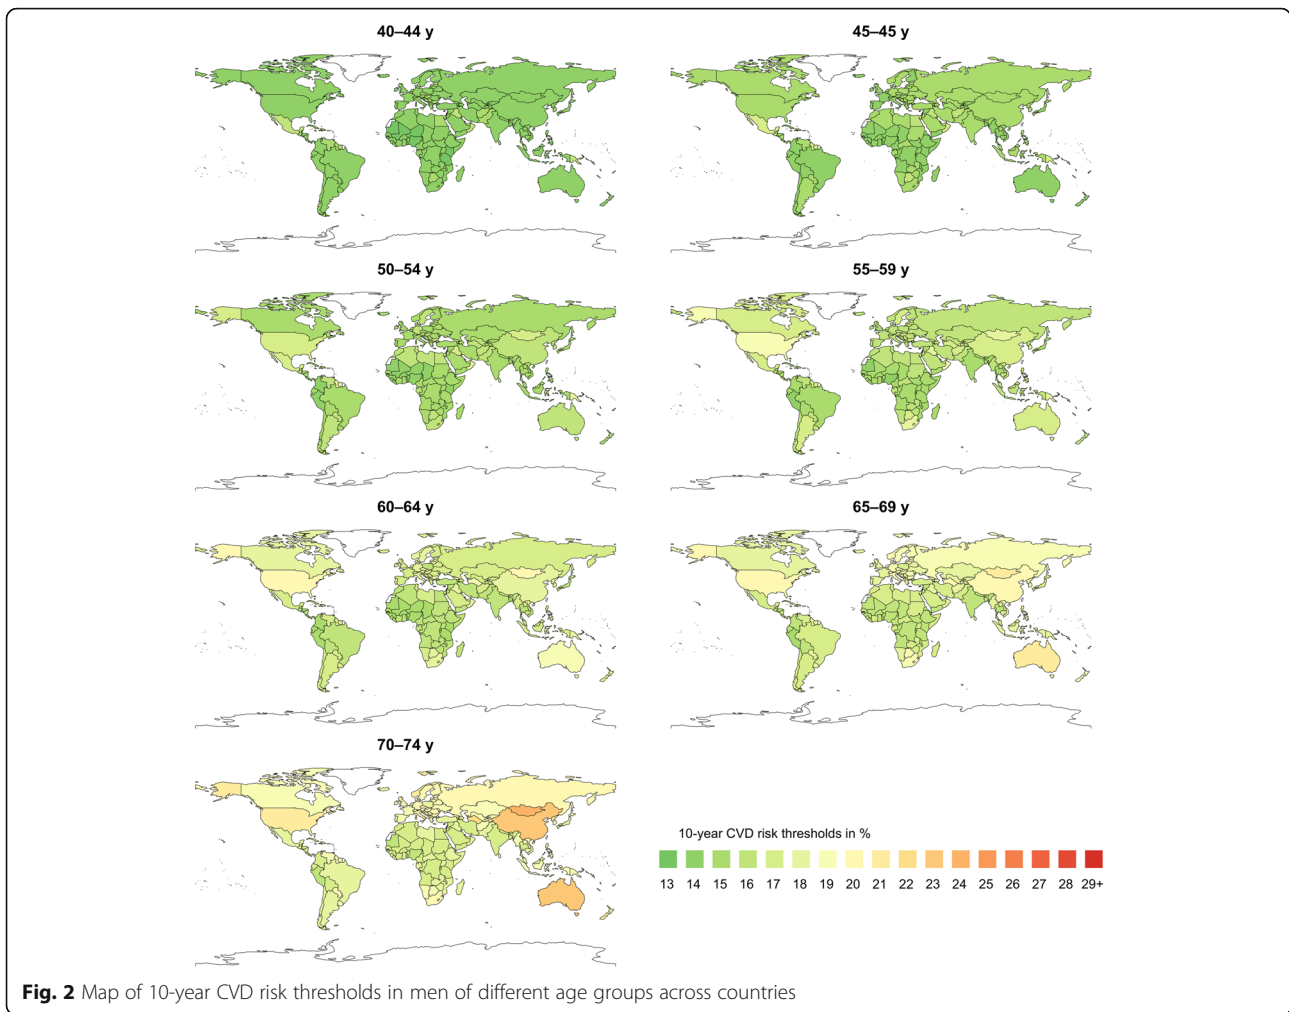 40–44 y
45–45 y
50–54 y
55–59 y
60–64 y
65–69 y
70–74 y
10-year CVD risk thresholds in %
13 14 15 16 17 18 19 20 21 22 23 24 25 26 27 28 29+
Fig. 2 Map of 10-year CVD risk thresholds in men of different age groups across countries